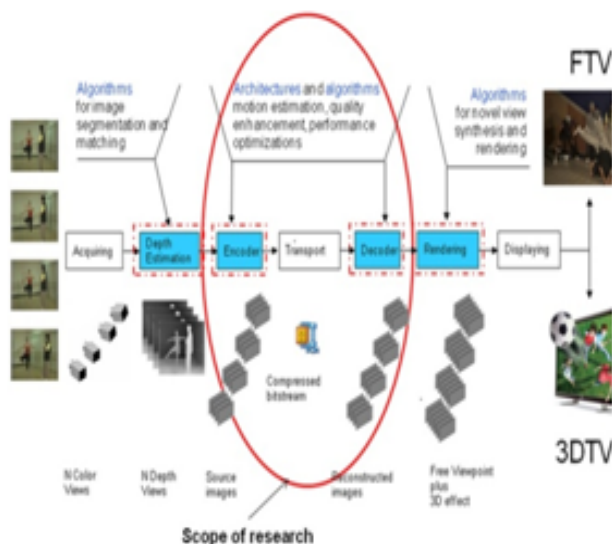 FTV
Algorithms
for image
segmentation and
matching
Architectures and algorithms
motion estimation, quality
enhancement, performance
optimizations
Algorithms
for novel view
synthesis and
rendering
Acquiring
Depth
Estimation
Encoder
Transport
Decoder
Rendering
Displaying
Compressed
bitstream
N Color
Views
N Depth
Views
Source
images
Reconstructed
images
Free Viewpoint
plus
3D effect
3DTV
Scope of research